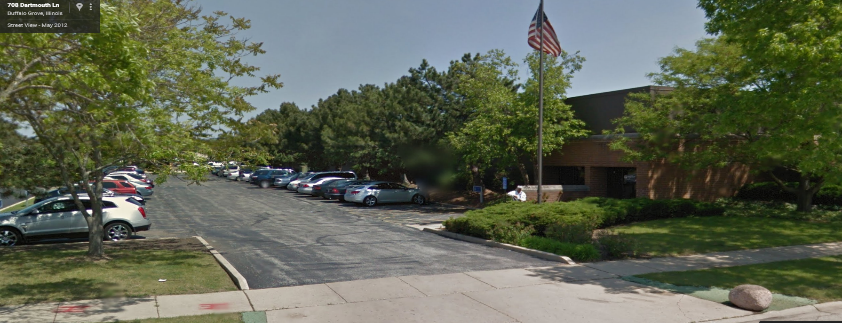 708 Dartmouth Ln
Buffalo Grove, Illinois
Street View - May 2012